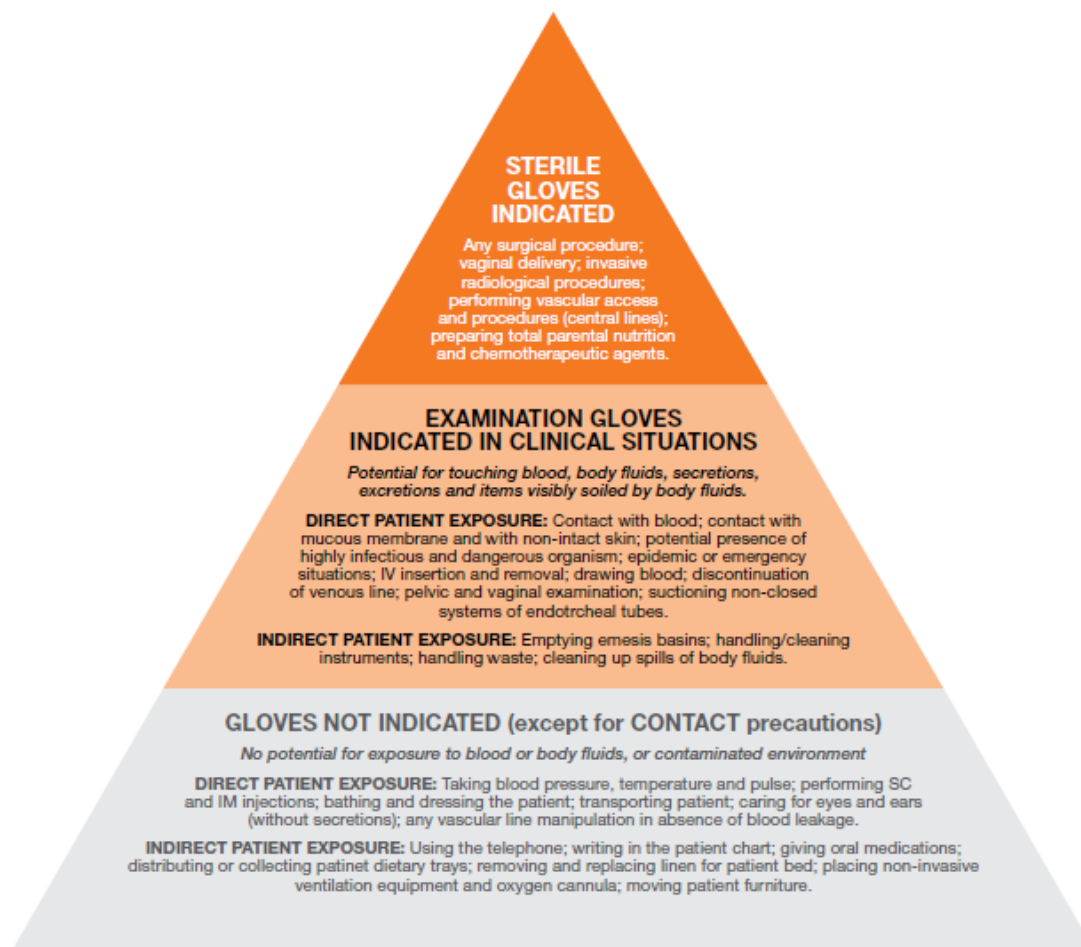 STERILE
GLOVES
INDICATED
Any surgical procedure;
vaginal delivery; invasive
radiological procedures;
performing vascular access
and procedures (central lines);
preparing total parental nutrition
and chemotherapeutic agents.
EXAMINATION GLOVES
INDICATED IN CLINICAL SITUATIONS
Potential for touching blood, body fluids, secretions,
excretions and items visibly soiled by body fluids.
DIRECT PATIENT EXPOSURE: Contact with blood; contact with
mucous membrane and with non-intact skin; potential presence of
highly infectious and dangerous organism; epidemic or emergency
situations; IV insertion and removal; drawing blood; discontinuation
of venous line; pelvic and vaginal examination; suctioning non-closed
systems of endotrcheal tubes.
INDIRECT PATIENT EXPOSURE: Emptying emesis basins; handling/cleaning
instruments; handling waste; cleaning up spills of body fluids.
GLOVES NOT INDICATED (except for CONTACT precautions)
No potential for exposure to blood or body fluids, or contaminated environment
DIRECT PATIENT EXPOSURE: Taking blood pressure, temperature and pulse; performing SC
and IM injections; bathing and dressing the patient; transporting patient; caring for eyes and ears
(without secretions); any vascular line manipulation in absence of blood leakage.
INDIRECT PATIENT EXPOSURE: Using the telephone; writing in the patient chart; giving oral medications;
distributing or collecting patinet dietary trays; removing and replacing linen for patient bed; placing non-invasive
ventilation equipment and oxygen cannula; moving patient furniture.